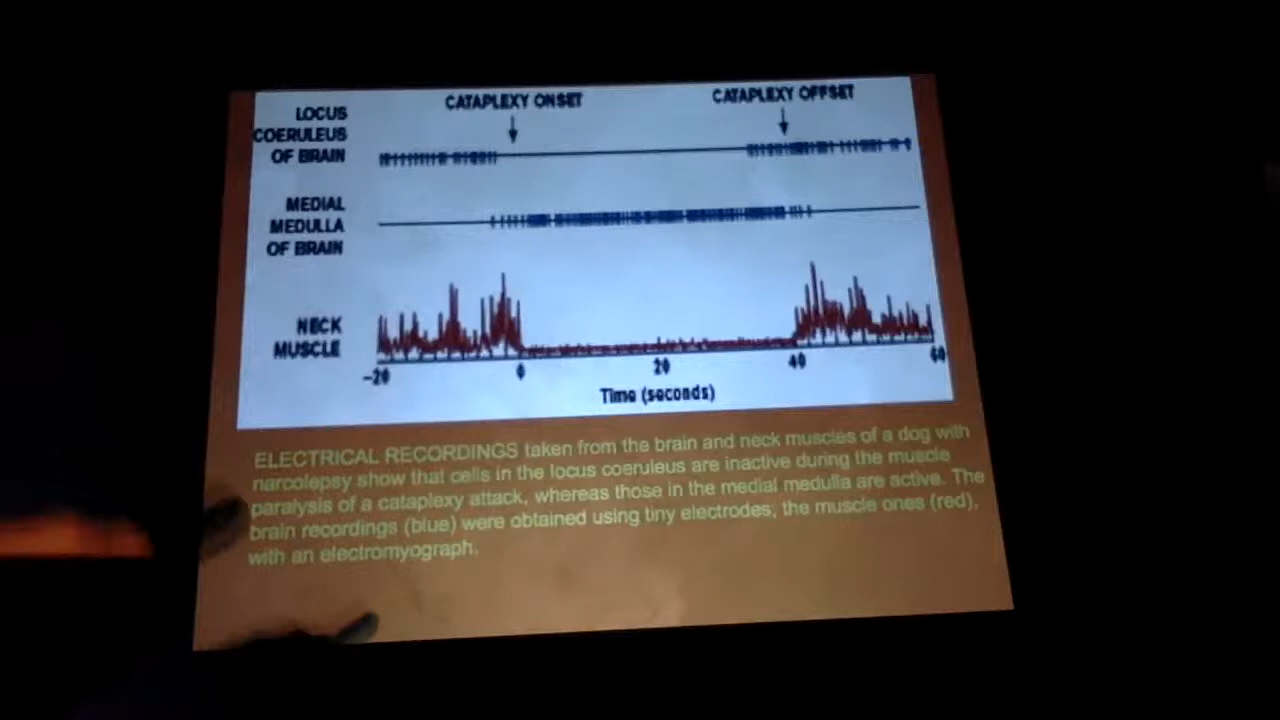 CATAPLEXY ONSET
CATAPLEXY OFFSET
LOCUS
COERULEUS
OF BRAIN
MEDIAL
MEDULLA
OF BRAIN
NECK
MUSCLE
-20
0
20
40
60
Time (seconds)
ELECTRICAL RECORDINGS taken from the brain and neck muscles of a dog with
narcolepsy show that cells in the locus coeruleus are inactive during the muscle
paralysis of a cataplexy attack, whereas those in the medial medulla are active. The
brain recordings (blue) were obtained using tiny electrodes, the muscle ones (red),
with an electromyograph.